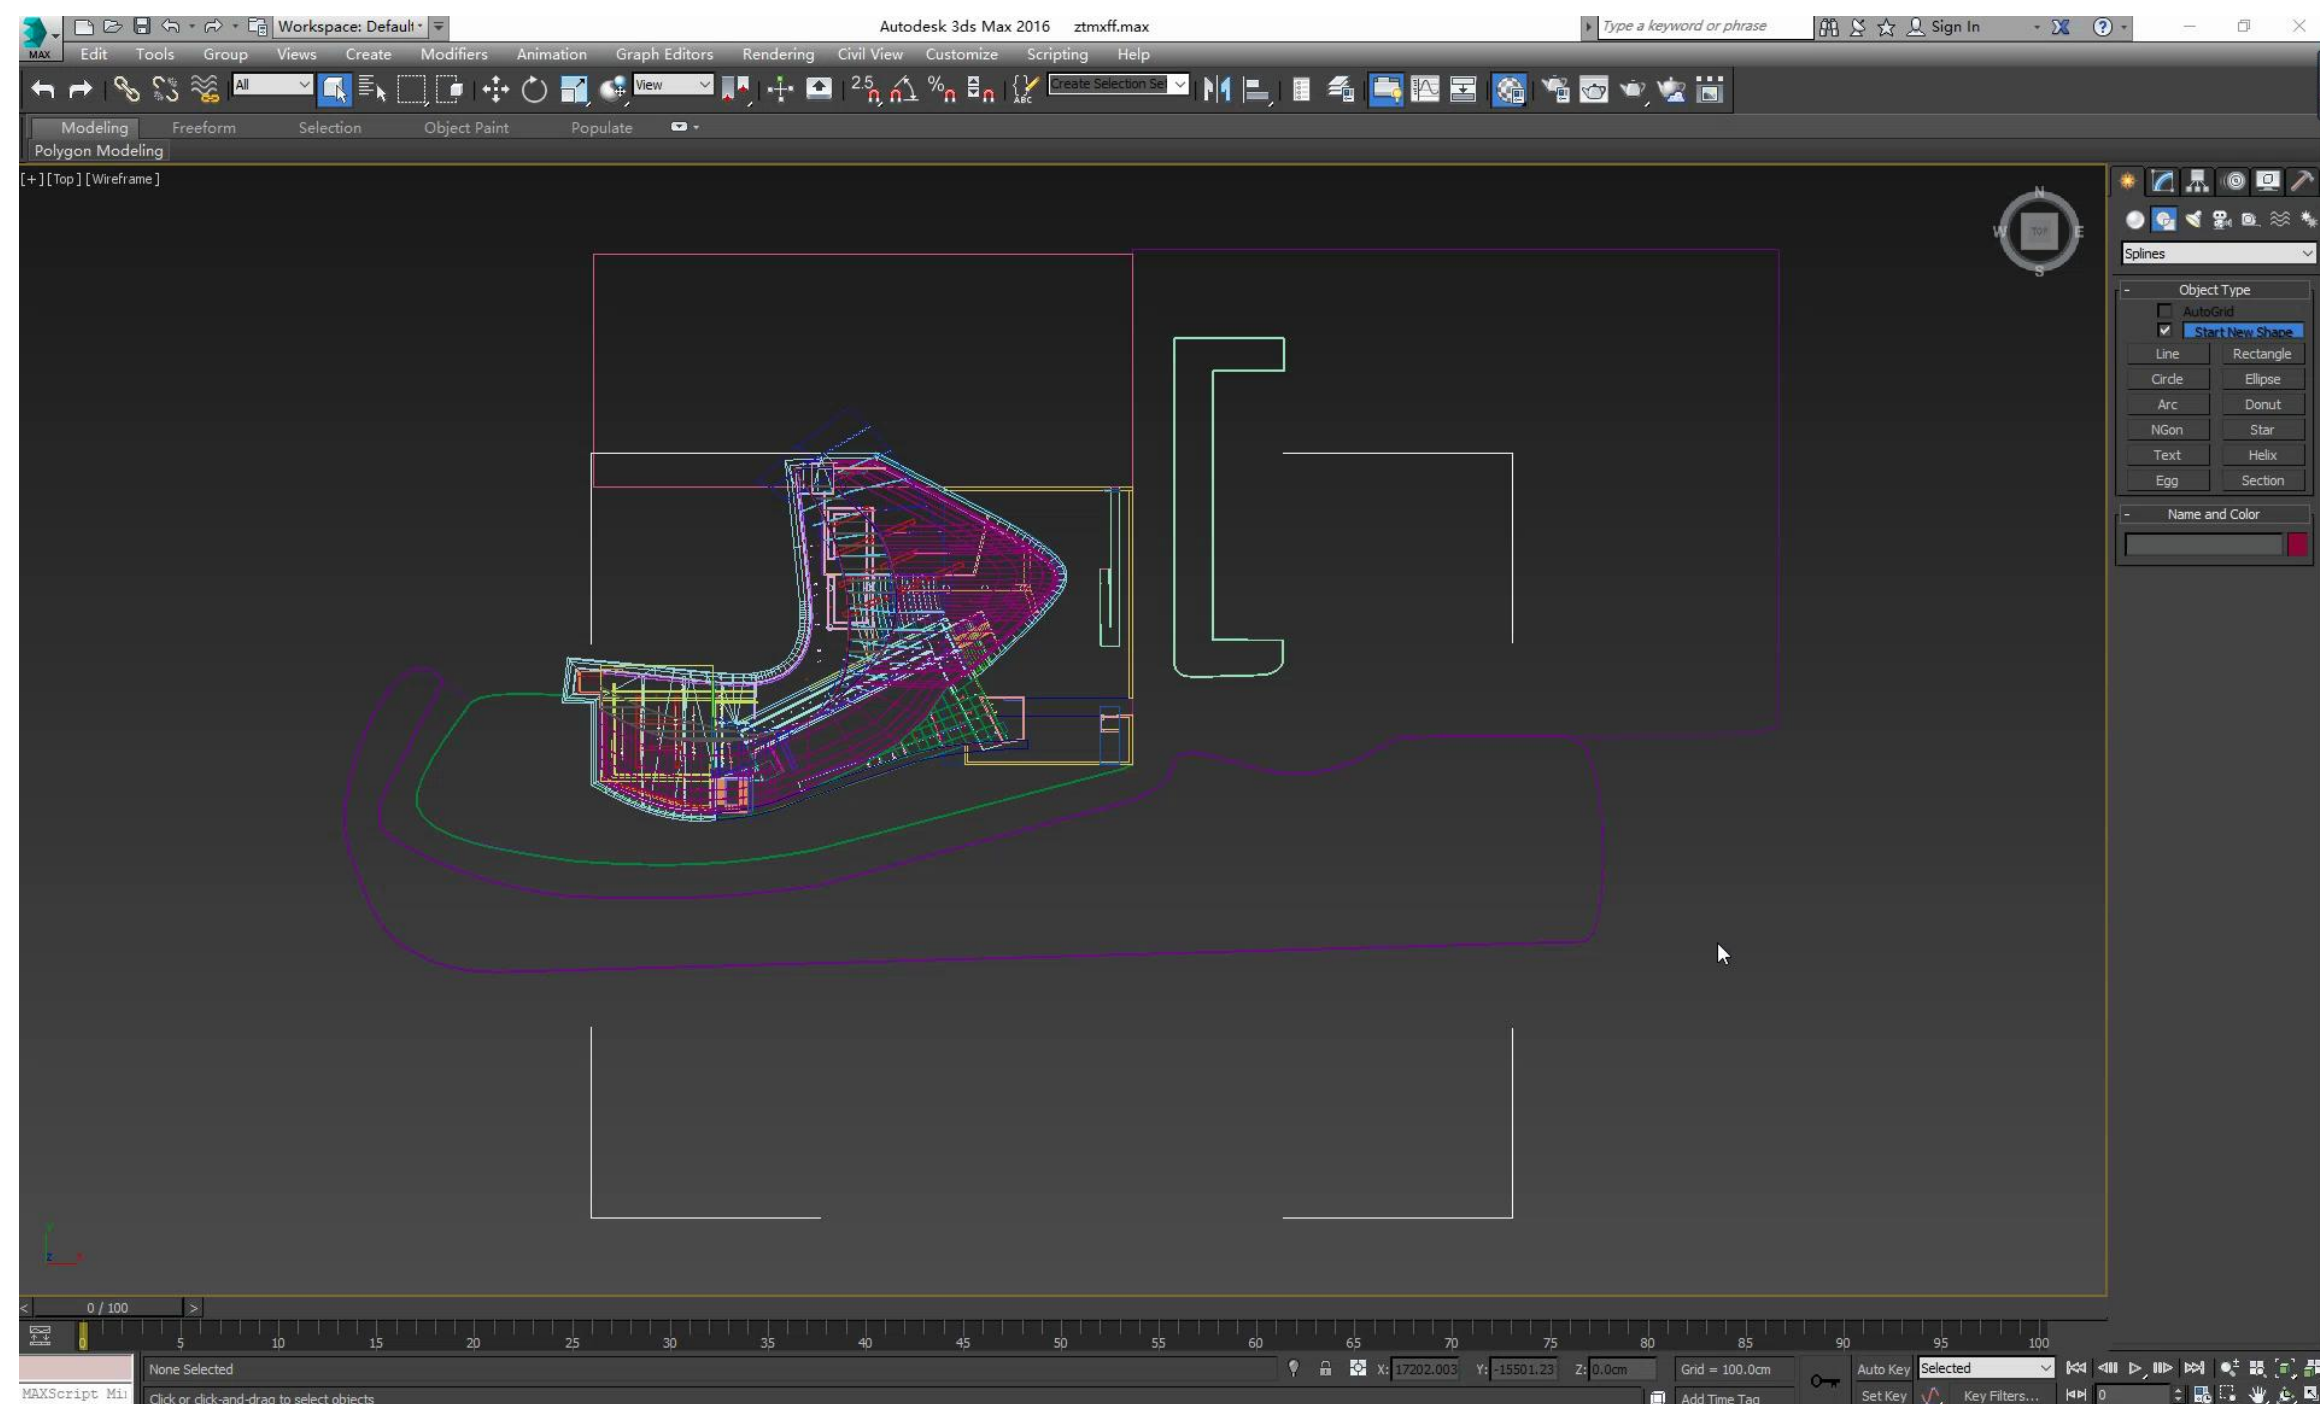 Workspace: Default
Autodesk 3ds Max 2016 ztmxff.max
Type a keyword or phrase
Sign In
MAX Edit Tools Group Views Create Modifiers Animation Graph Editors Rendering Civil View Customize Scripting Help
All View 2.5 % ABC Create Selection Se
Modeling Freeform Selection Object Paint Populate
Polygon Modeling
[+][Top][Wireframe]
N
W TOP E
S
Splines
- Object Type
AutoGrid
Start New Shape
Line Rectangle
Circle Ellipse
Arc Donut
NGon Star
Text Helix
Egg Section
- Name and Color
Y
Z X
< 0 / 100 >
0 5 10 15 20 25 30 35 40 45 50 55 60 65 70 75 80 85 90 95 100
None Selected X: 17202.003 Y: -15501.23 Z: 0.0cm Grid = 100.0cm Auto Key Selected
MAXScript Mi Click or click-and-drag to select objects Add Time Tag Set Key Key Filters... 0